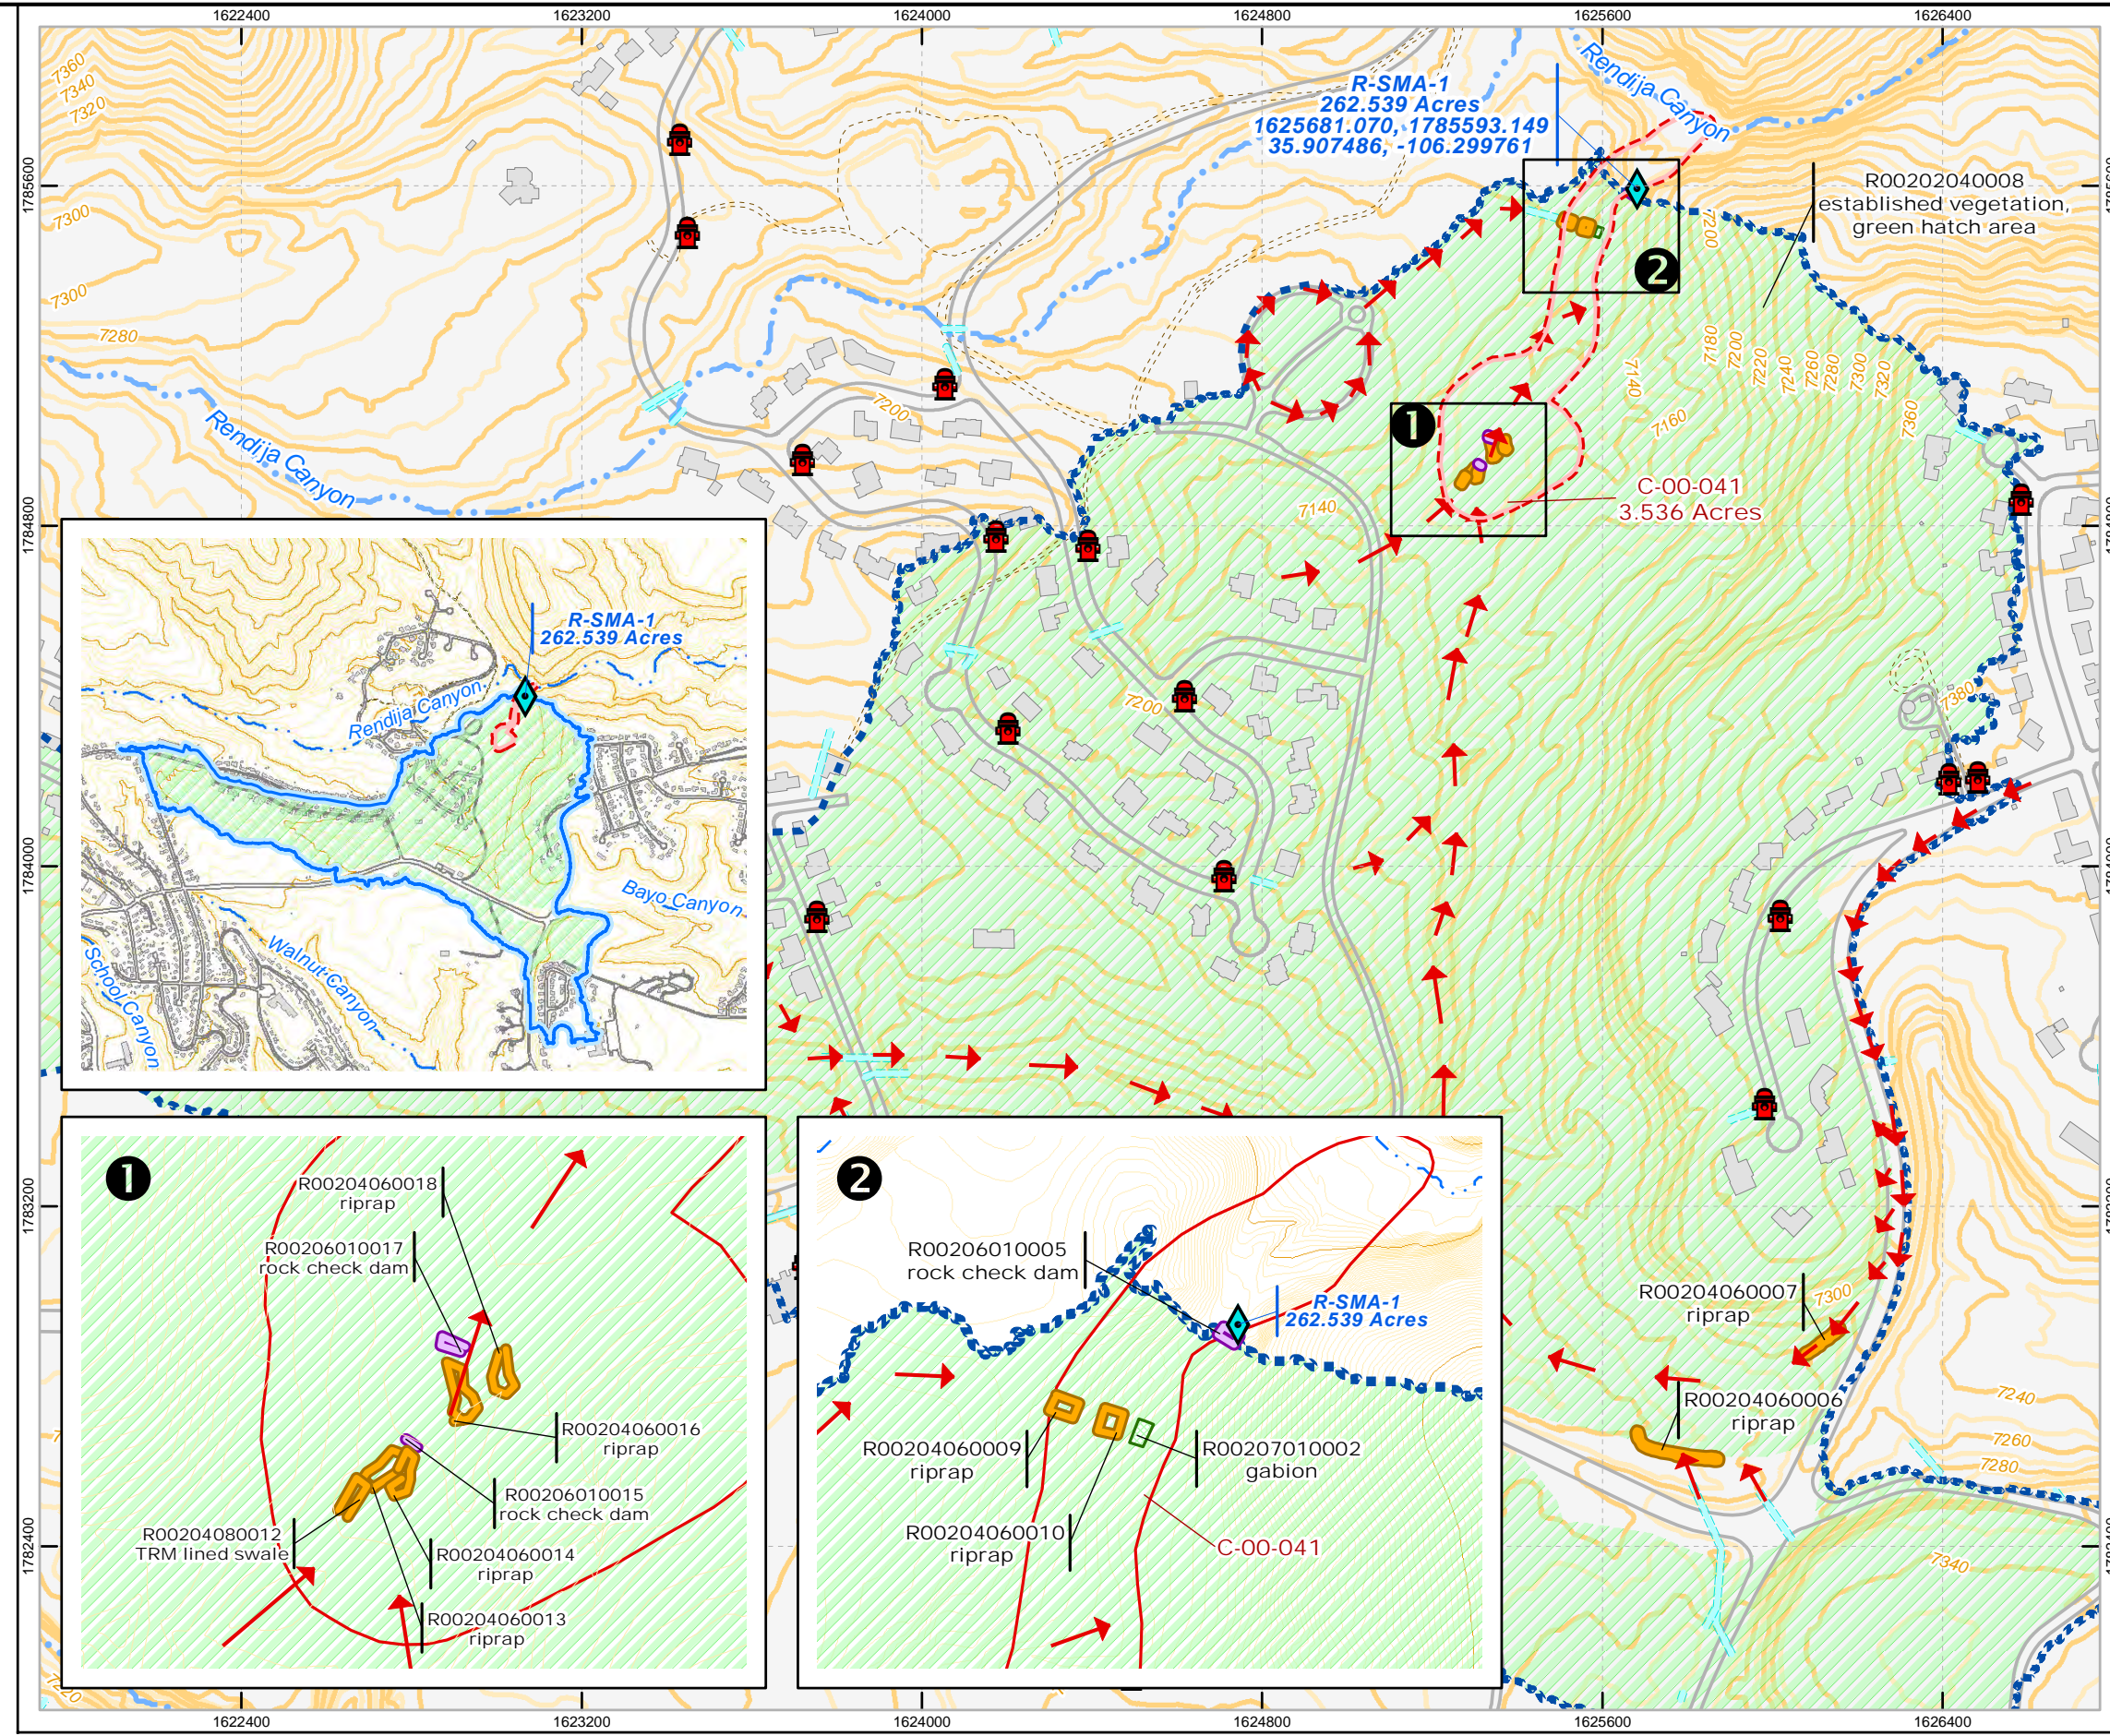 1622400
1623200
1624000
1624800
1625600
1626400
7360
7340
7320
7300
7300
7280
1785600
R-SMA-1
262.539 Acres
1625681.070, 1785593.149
35.907486, -106.299761
Rendija Canyon
R00202040008
established vegetation,
green hatch area
7200
2
7180
7200
7220
7240
7260
7280
7300
7320
7360
7140
7160
7200
Rendija Canyon
1
C-00-041
3.536 Acres
7140
1784800
7200
7380
R-SMA-1
262.539 Acres
Rendija Canyon
Bayo Canyon
Walnut Canyon
School Canyon
1784000
1783200
1782400
1
R00204060018
riprap
R00206010017
rock check dam
R00204060016
riprap
R00206010015
rock check dam
R00204080012
TRM lined swale
R00204060014
riprap
R00204060013
riprap
2
R00206010005
rock check dam
R-SMA-1
262.539 Acres
R00204060009
riprap
R00207010002
gabion
R00204060010
riprap
C-00-041
R00204060007
riprap
7300
R00204060006
riprap
7240
7260
7280
7340
7220
1622400
1623200
1624000
1624800
1625600
1626400